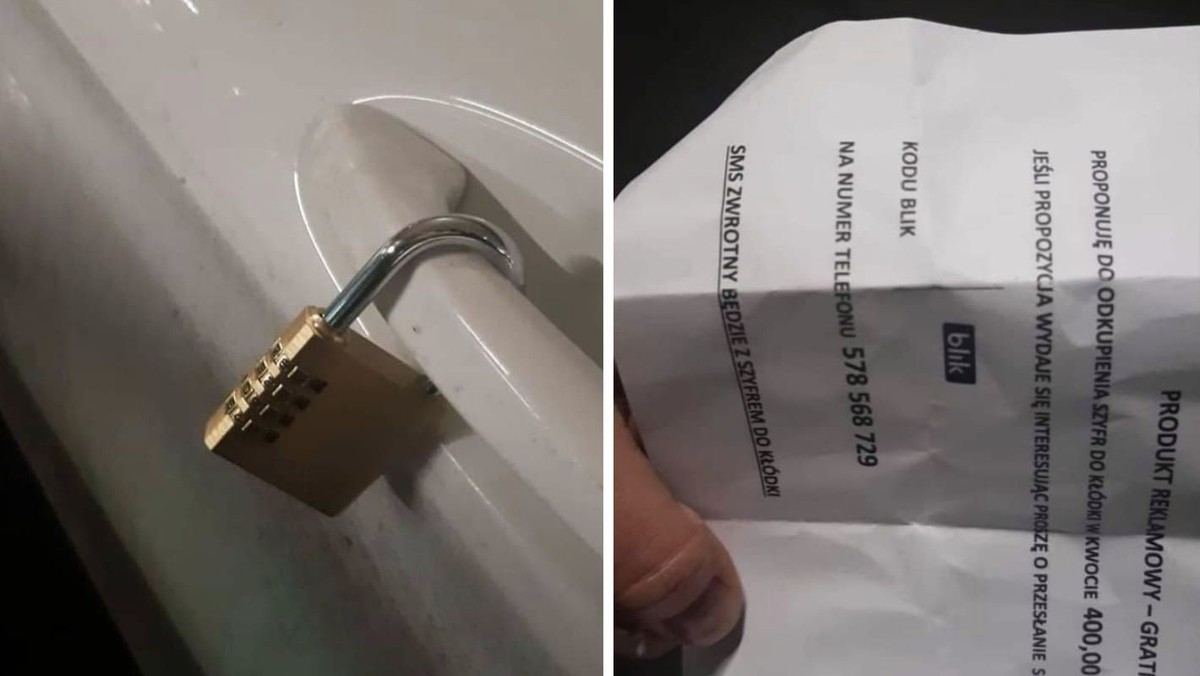 PRODUKT REKLAMOWY – GRATI
PROPONUJĘ DO ODKUPIENIA SZYFR DO KŁÓDKI W KWOCIE 400,00
JEŚLI PROPOZYCJA WYDAJE SIĘ INTERESUJĄC PROSZĘ O PRZESŁANIE S
blik
KODU BLIK
NA NUMER TELEFONU 578 568 729
SMS ZWROTNY BĘDZIE Z SZYFREM DO KŁÓDKI